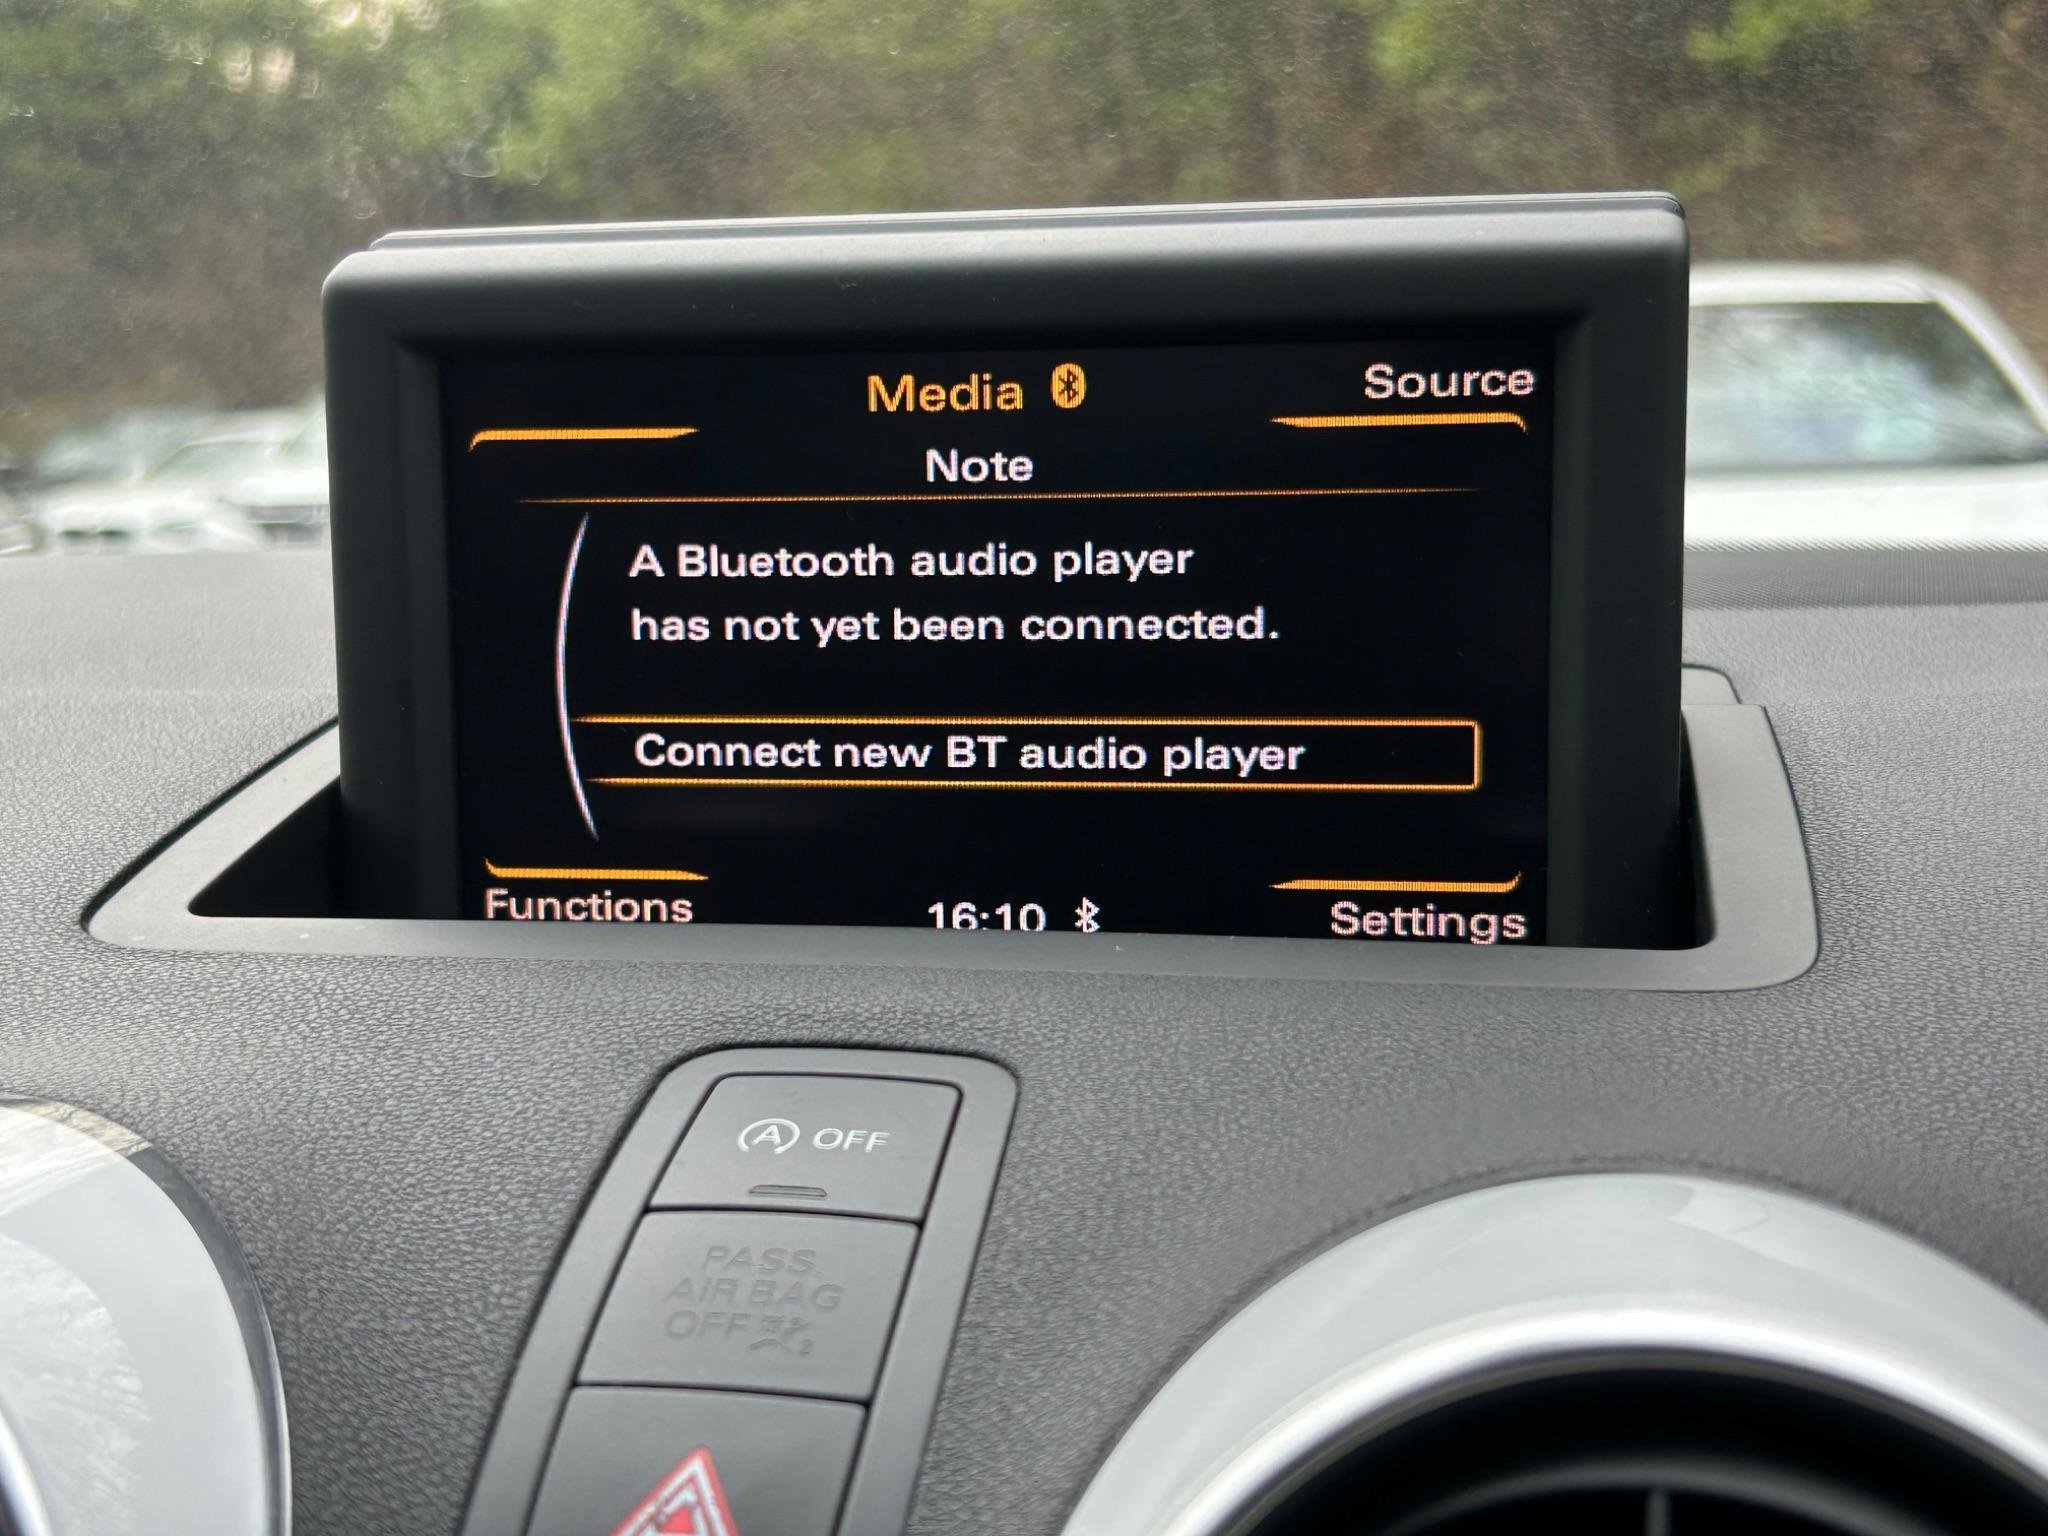 Media
Source
Note
A Bluetooth audio player
has not yet been connected.
Connect new BT audio player
Functions
16:10
Settings
A OFF
PASS.
AIR BAG
OFF 2